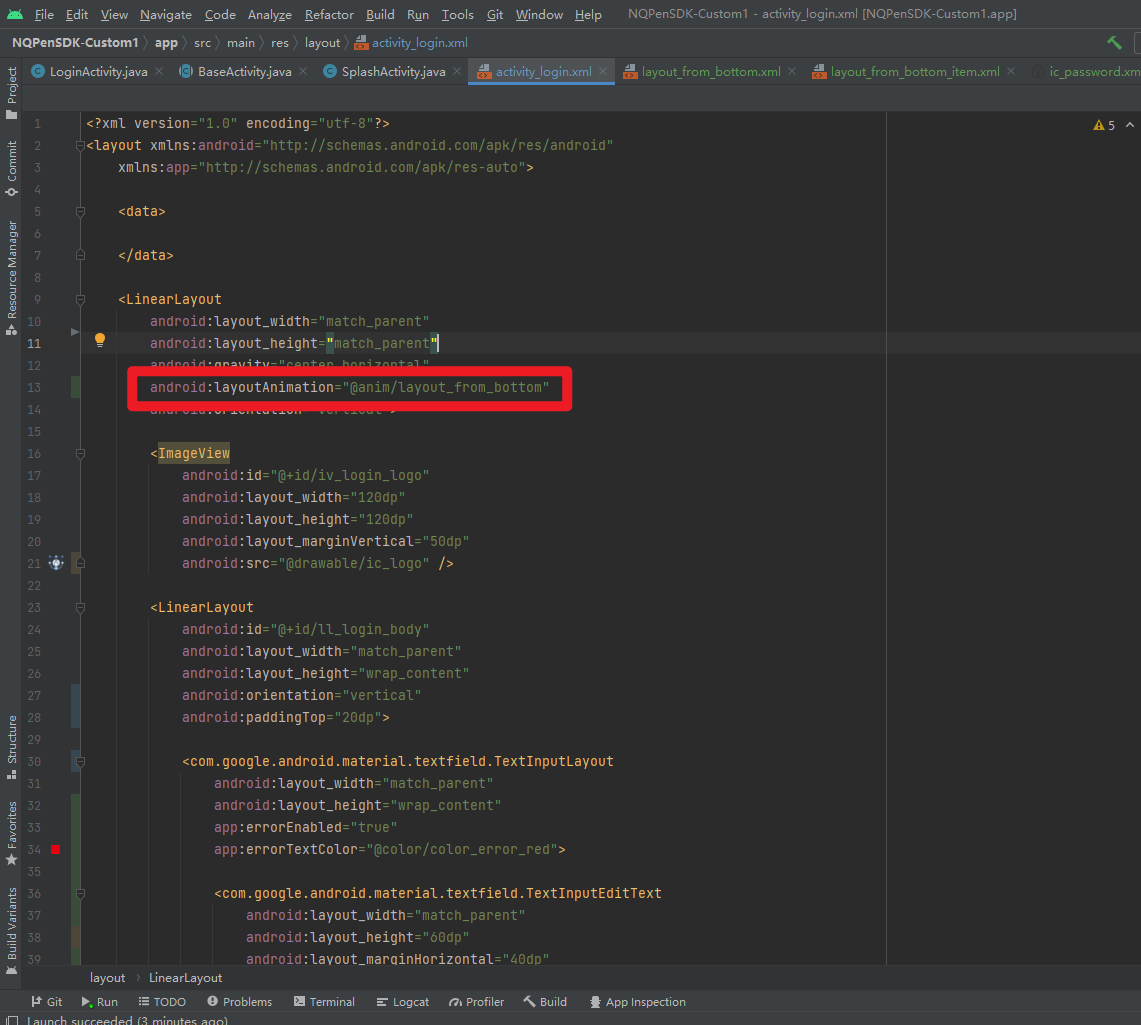 File Edit View Navigate Code Analyze Refactor Build Run Tools Git Window Help NQPenSDK-Custom1 - activity_login.xml [NQPenSDK-Custom1.app]
NQPenSDK-Custom1 app src main res layout activity_login.xml
LoginActivity.java BaseActivity.java SplashActivity.java activity_login.xml layout_from_bottom.xml layout_from_bottom_item.xml ic_password.xm
Project
Commit
Resource Manager
Structure
Favorites
Build Variants
5
1 <?xml version="1.0" encoding="utf-8"?>
2 <layout xmlns:android="http://schemas.android.com/apk/res/android"
3 xmlns:app="http://schemas.android.com/apk/res-auto">
4
5 <data>
6
7 </data>
8
9 <LinearLayout
10 android:layout_width="match_parent"
11 android:layout_height="match_parent"
12 android:gravity="center_horizontal"
13 android:layoutAnimation="@anim/layout_from_bottom"
14 android:orientation="vertical">
15
16 <ImageView
17 android:id="@+id/iv_login_logo"
18 android:layout_width="120dp"
19 android:layout_height="120dp"
20 android:layout_marginVertical="50dp"
21 android:src="@drawable/ic_logo" />
22
23 <LinearLayout
24 android:id="@+id/ll_login_body"
25 android:layout_width="match_parent"
26 android:layout_height="wrap_content"
27 android:orientation="vertical"
28 android:paddingTop="20dp">
29
30 <com.google.android.material.textfield.TextInputLayout
31 android:layout_width="match_parent"
32 android:layout_height="wrap_content"
33 app:errorEnabled="true"
34 app:errorTextColor="@color/color_error_red">
35
36 <com.google.android.material.textfield.TextInputEditText
37 android:layout_width="match_parent"
38 android:layout_height="60dp"
39 android:layout_marginHorizontal="40dp"
layout LinearLayout
Git Run TODO Problems Terminal Logcat Profiler Build App Inspection
Launch succeeded (3 minutes ago)